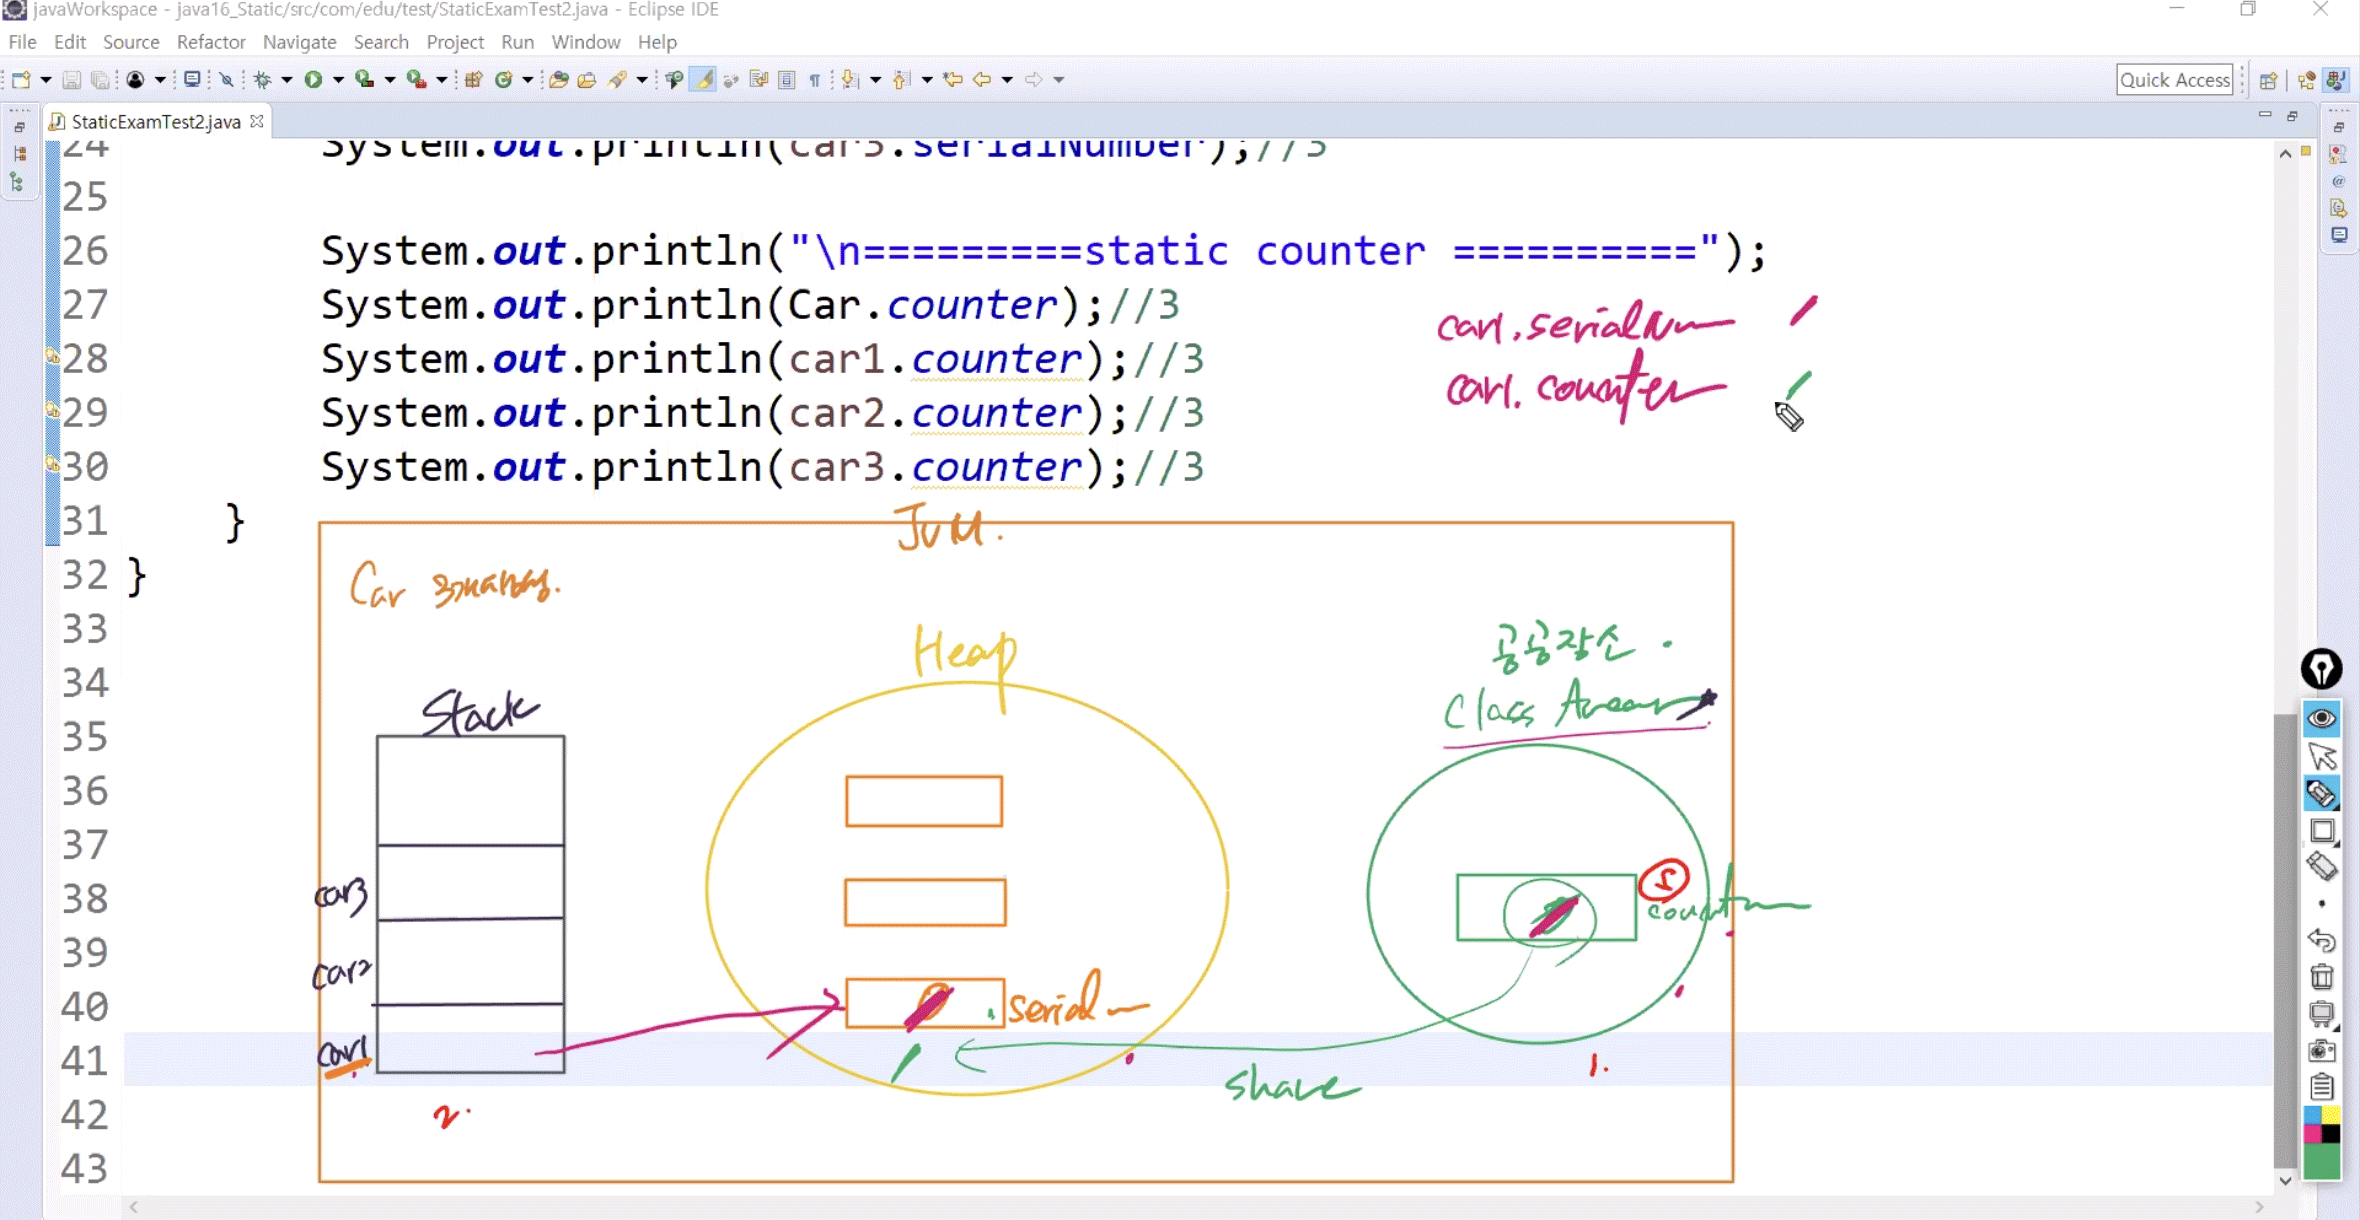 javaWorkspace - java16_Static/src/com/edu/test/StaticExamTest2.java - Eclipse IDE
File Edit Source Refactor Navigate Search Project Run Window Help
Quick Access
StaticExamTest2.java
24 System.out.println(car3.serialNumber);//3
25
26 System.out.println("\n=========static counter ==========");
27 System.out.println(Car.counter);//3
28 System.out.println(car1.counter);//3
29 System.out.println(car2.counter);//3
30 System.out.println(car3.counter);//3
31 }
32 }
33
34
35
36
37
38
39
40
41
42
43
car1.serialNum
car1.counter
JVM.
Car
Heap
공공장소.
Class Area
Stack
car3
S
counter
car2
serial
car1
share
1.
2.